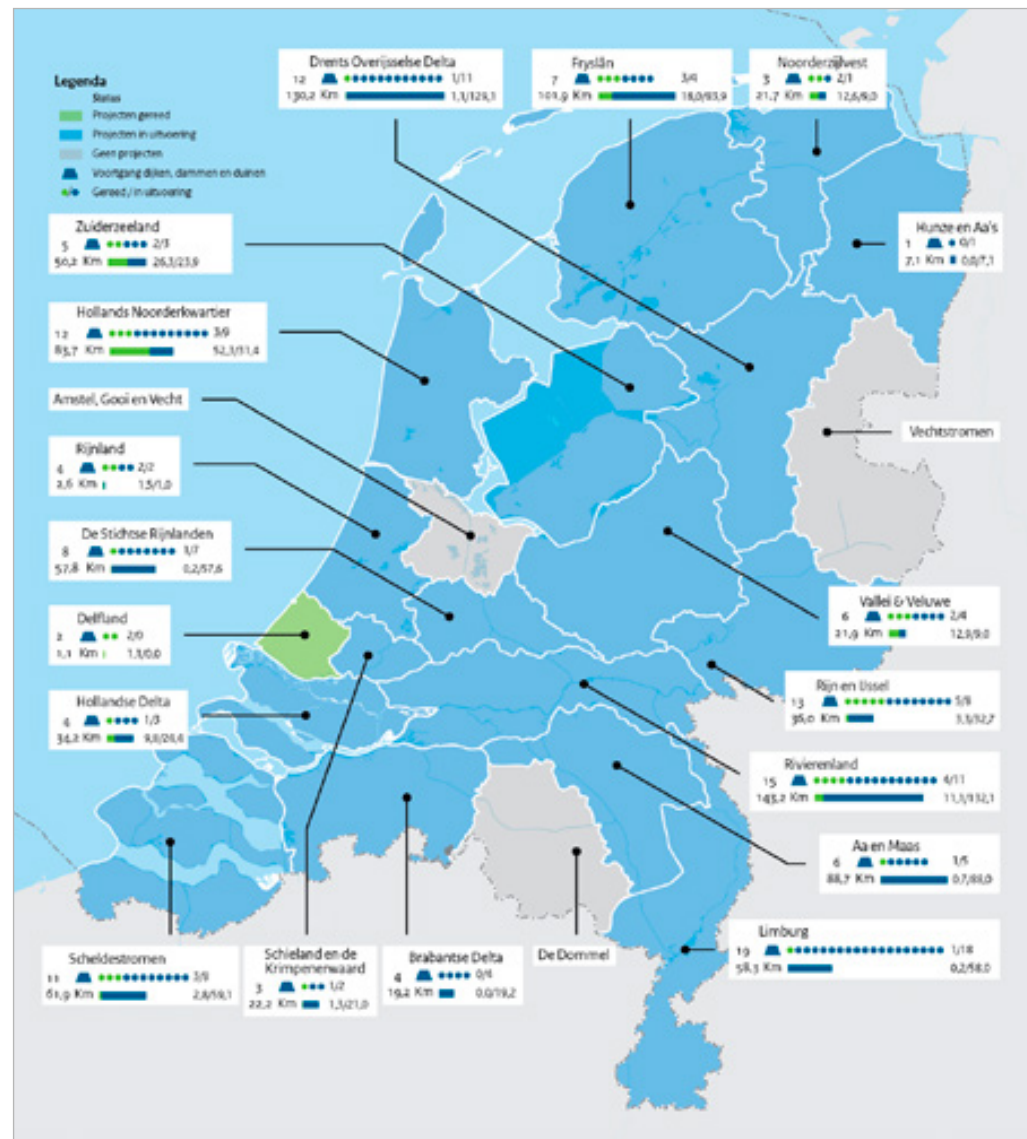 Legenda
Status
Projecten gereed
Projecten in uitvoering
Geen projecten
Voortgang dijken, dammen en duinen
Gereed / in uitvoering
Drents Overijsselse Delta
12 1/11
130,2 Km 1,1/129,1
Fryslân
7 3/4
101,9 Km 18,0/83,9
Noorderzijlvest
3 2/1
21,7 Km 12,6/9,0
Hunze en Aa's
1 0/1
7,1 Km 0,0/7,1
Zuiderzeeland
5 2/3
50,2 Km 26,3/23,9
Hollands Noorderkwartier
12 3/9
83,7 Km 52,3/31,4
Amstel, Gooi en Vecht
Vechtstromen
Rijnland
4 2/2
2,6 Km 1,5/1,0
De Stichtse Rijnlanden
8 1/7
57,8 Km 0,2/57,6
Delfland
2 2/0
1,1 Km 1,1/0,0
Hollandse Delta
4 1/3
34,2 Km
Vallei & Veluwe
6 2/4
21,9 Km 12,9/9,0
Rijn en IJssel
13 5/8
36,0 Km 3,3/32,7
Rivierenland
15 4/11
143,2 Km 11,1/132,1
Aa en Maas
6 1/5
88,7 Km 0,7/88,0
Limburg
19 1/18
58,3 Km 0,2/58,0
Scheldestromen
11 3/8
61,9 Km 2,8/59,1
Schieland en de
Krimpenerwaard
3 1/2
22,2 Km 1,3/21,0
Brabantse Delta
4 0/4
19,2 Km 0,0/19,2
De Dommel